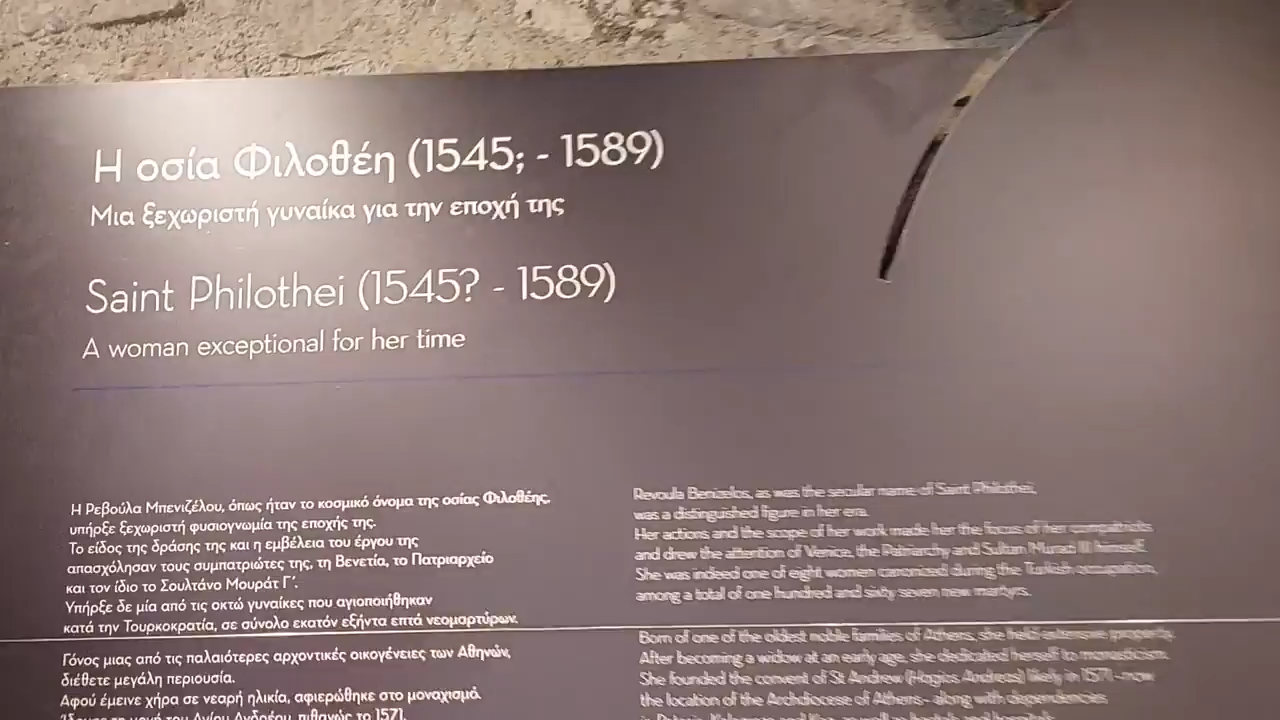 Η οσία Φιλοθέη (1545; - 1589)
Μια ξεχωριστή γυναίκα για την εποχή της
Saint Philothei (1545? - 1589)
A woman exceptional for her time
Η Ρεβούλα Μπενιζέλου, όπως ήταν το κοσμικό όνομα της οσίας Φιλοθέης,
υπήρξε ξεχωριστή φυσιογνωμία της εποχής της.
Το είδος της δράσης της και η εμβέλεια του έργου της
απασχόλησαν τους συμπατριώτες της, τη Βενετία, το Πατριαρχείο
και τον ίδιο το Σουλτάνο Μουράτ Γ΄.
Υπήρξε δε μία από τις οκτώ γυναίκες που αγιοποιήθηκαν
κατά την Τουρκοκρατία, σε σύνολο εκατόν εξήντα επτά νεομαρτύρων.
Γόνος μιας από τις παλαιότερες αρχοντικές οικογένειες των Αθηνών,
διέθετε μεγάλη περιουσία.
Αφού έμεινε χήρα σε νεαρή ηλικία, αφιερώθηκε στο μοναχισμό.
τη μονή του Αγίου Ανδρέου, πιθανώς το 1571,
Revoula Benizelos, as was the secular name of Saint Philothei,
was a distinguished figure in her era.
Her actions and the scope of her work made her the focus of her compatriots
and drew the attention of Venice, the Patriarchy and Sultan Murad III himself.
She was indeed one of eight women canonized during the Turkish occupation,
among a total of one hundred and sixty seven new martyrs.
Born of one of the oldest noble families of Athens, she held extensive property.
After becoming a widow at an early age, she dedicated herself to monasticism.
She founded the convent of St Andrew (Hagios Andreas) likely in 1571 -now
the location of the Archdiocese of Athens- along with dependencies